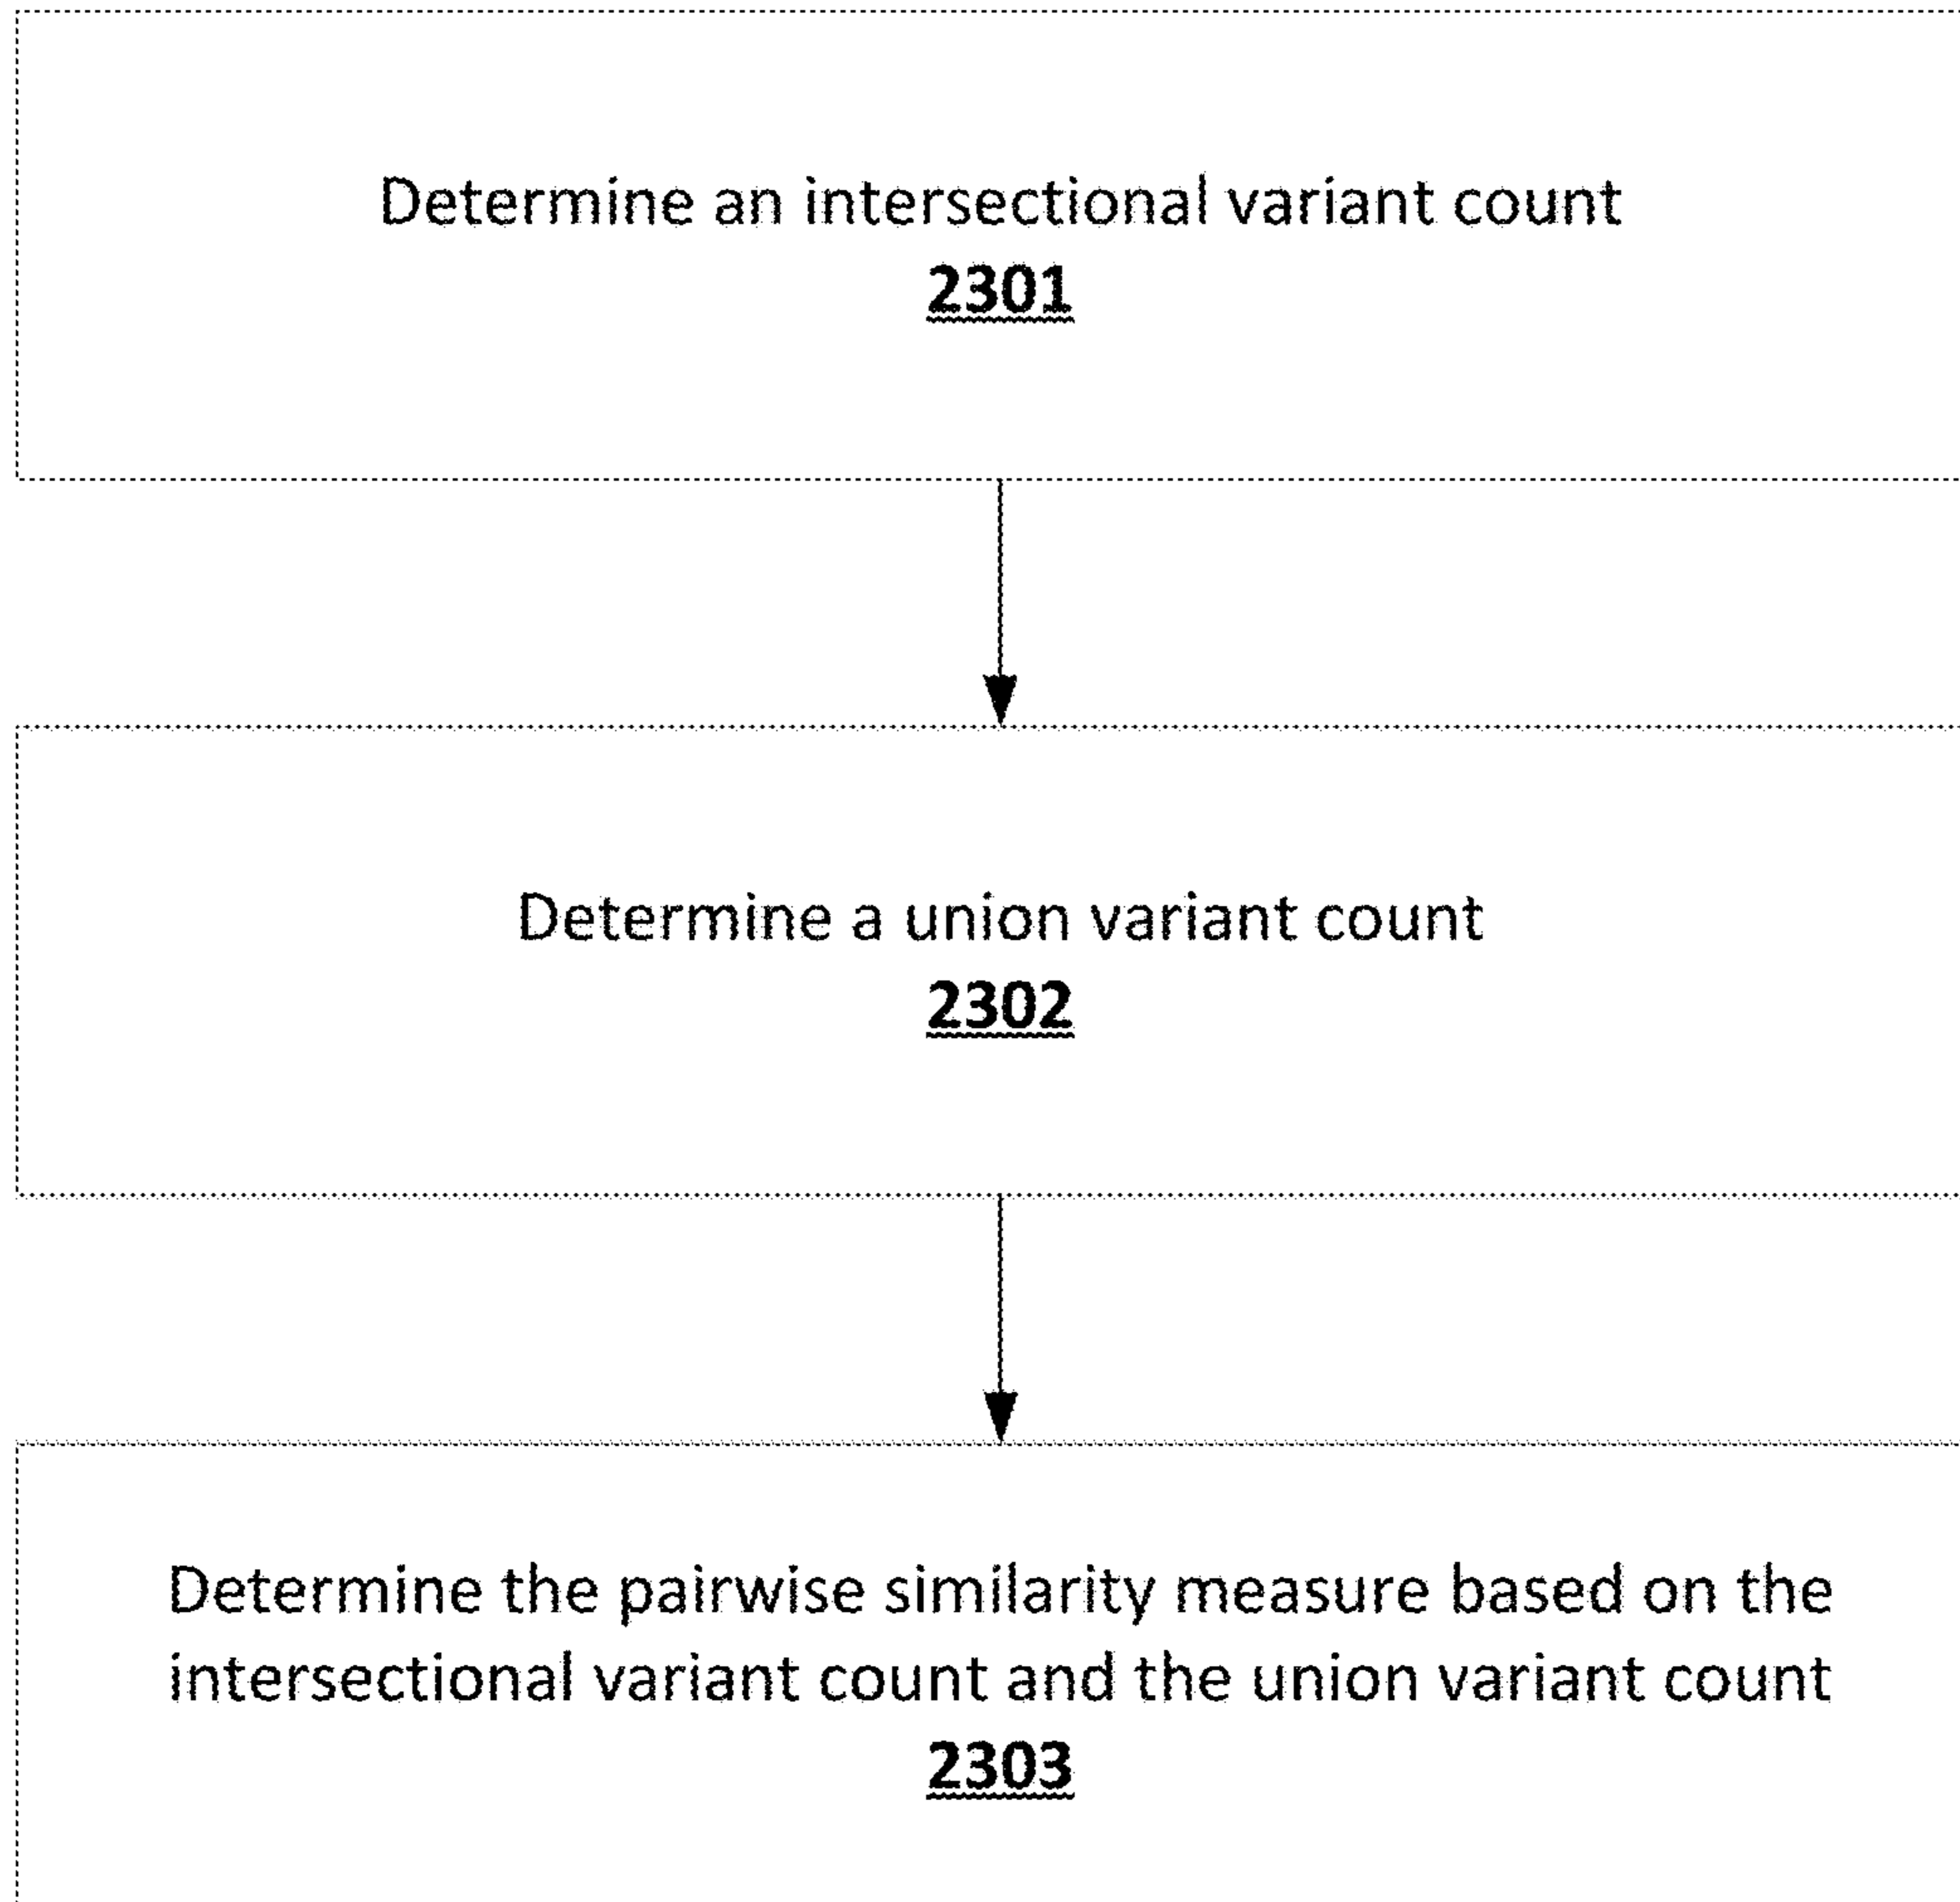 Determine an intersectional variant count
2301
Determine a union variant count
2302
Determine the pairwise similarity measure based on the
intersectional variant count and the union variant count
2303